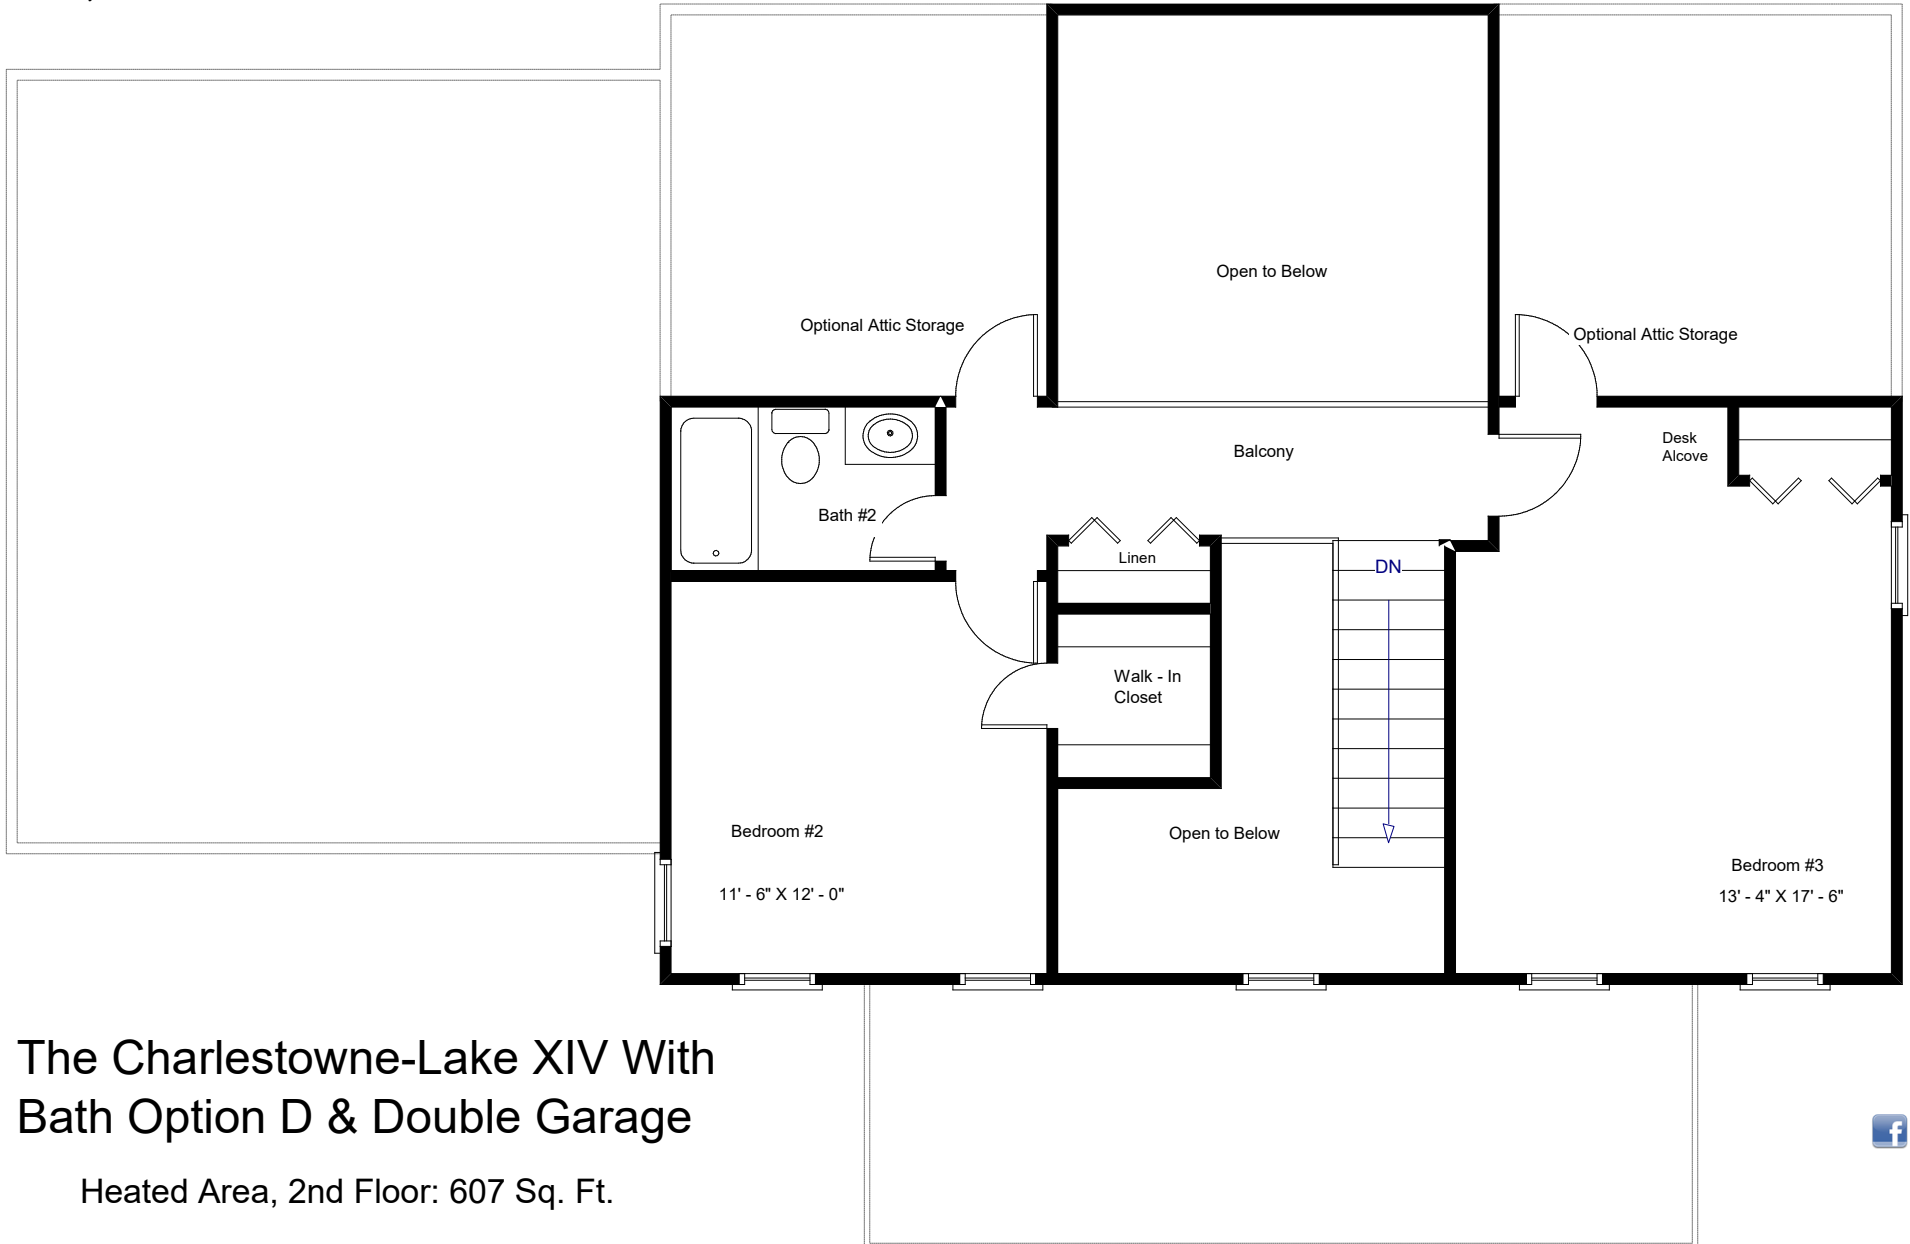 Open to Below
Optional Attic Storage
Optional Attic Storage
Desk
Alcove
Balcony
Bath #2
Linen
DN
Walk - In
Closet
Bedroom #2
Open to Below
Bedroom #3
11' - 6" X 12' - 0"
13' - 4" X 17' - 6"
The Charlestowne-Lake XIV With
Bath Option D & Double Garage
Heated Area, 2nd Floor: 607 Sq. Ft.
f